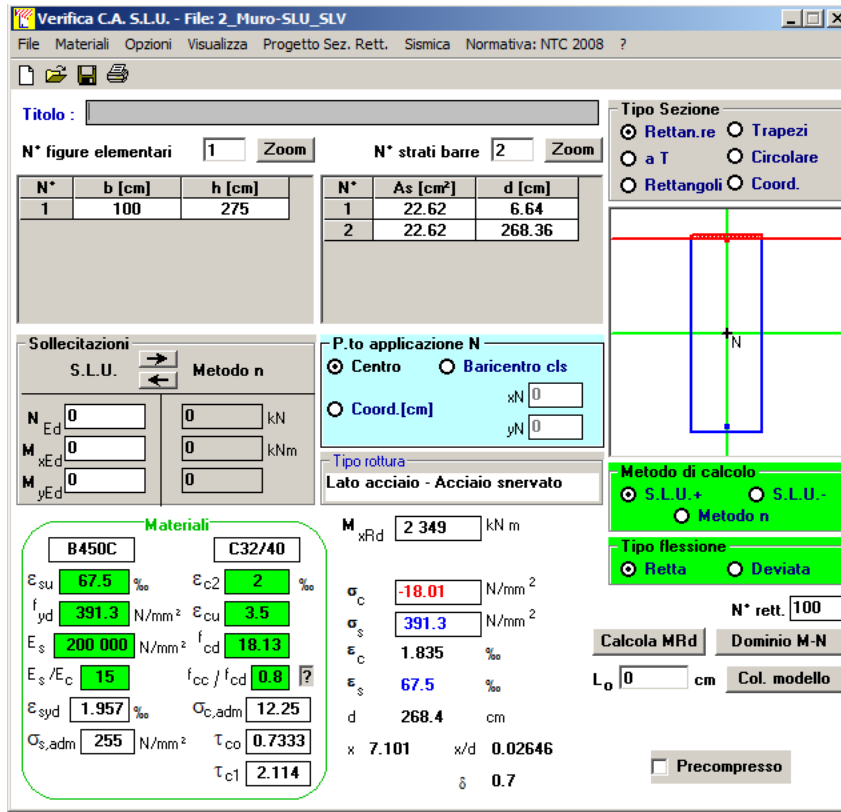 Verifica C.A. S.L.U. - File: 2_Muro-SLU_SLV
File Materiali Opzioni Visualizza Progetto Sez. Rett. Sismica Normativa: NTC 2008 ?
Titolo :
N° figure elementari 1 Zoom
N° strati barre 2 Zoom
N° b [cm] h [cm]
1 100 275
N° As [cm²] d [cm]
1 22.62 6.64
2 22.62 268.36
Tipo Sezione
Rettan.re Trapezi
a T Circolare
Rettangoli Coord.
N
Sollecitazioni
S.L.U. Metodo n
N Ed 0 0 kN
M xEd 0 0 kNm
M yEd 0 0
P.to applicazione N
Centro Baricentro cls
Coord.[cm] xN 0
yN 0
Tipo rottura
Lato acciaio - Acciaio snervato
Metodo di calcolo
S.L.U.+ S.L.U.-
Metodo n
Tipo flessione
Retta Deviata
Materiali
B450C C32/40
εsu 67.5 ‰ εc2 2 ‰
fyd 391.3 N/mm² εcu 3.5
Es 200 000 N/mm² fcd 18.13
Es /Ec 15 fcc / fcd 0.8 ?
εsyd 1.957 ‰ σc,adm 12.25
σs,adm 255 N/mm² τco 0.7333
τc1 2.114
M xRd 2 349 kN m
σc -18.01 N/mm²
σs 391.3 N/mm²
εc 1.835 ‰
εs 67.5 ‰
d 268.4 cm
x 7.101 x/d 0.02646
δ 0.7
N° rett. 100
Calcola MRd Dominio M-N
Lo 0 cm Col. modello
Precompresso